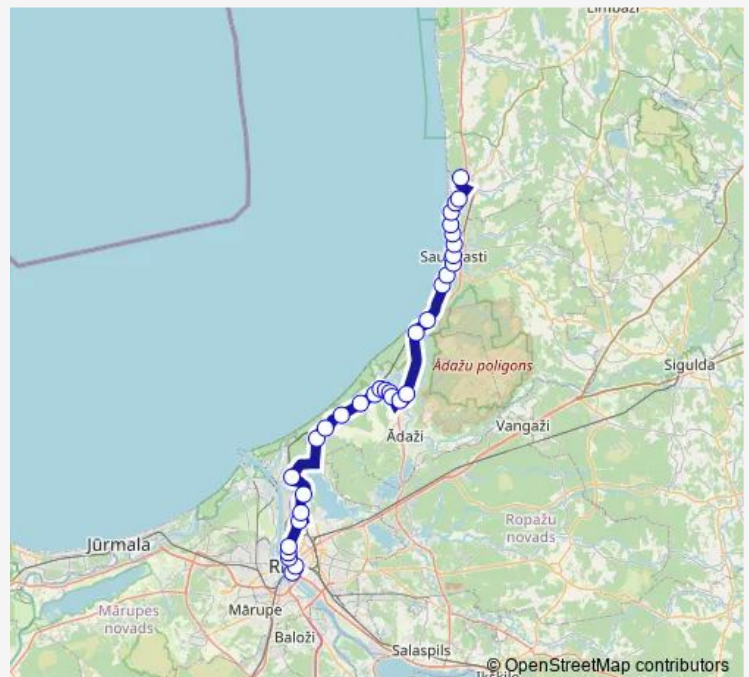 Limbaži
Saulkrasti
Ādažu poligons
Sigulda
Ādaži
Vangaži
Ropažu
novads
Jūrmala
R
Mārupes
novads
Mārupe
Baloži
Salaspils
© OpenStreetMap contributors